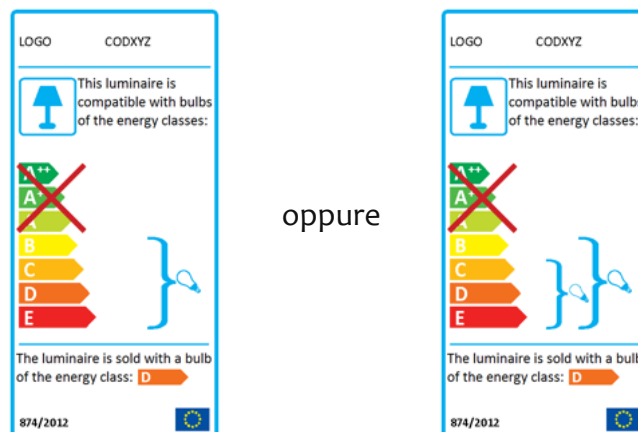 LOGO CODXYZ
This luminaire is
compatible with bulbs
of the energy classes:
A++
A+
A
B
C
D
E
The luminaire is sold with a bulb
of the energy class: D
874/2012
oppure
LOGO CODXYZ
This luminaire is
compatible with bulbs
of the energy classes:
A++
A+
A
B
C
D
E
The luminaire is sold with a bulb
of the energy class: D
874/2012